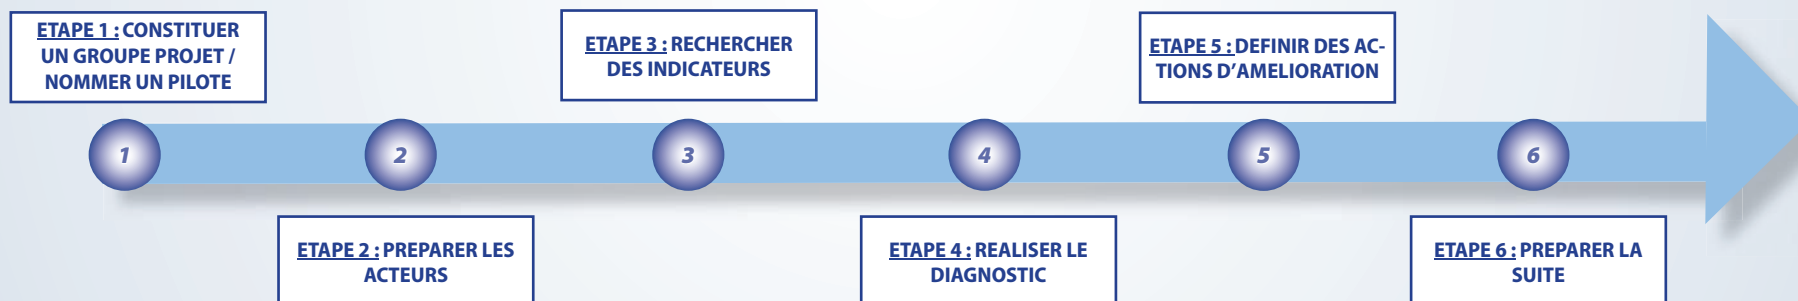 ETAPE 1 : CONSTITUER
UN GROUPE PROJET /
NOMMER UN PILOTE
ETAPE 3 : RECHERCHER
DES INDICATEURS
ETAPE 5 : DEFINIR DES AC-
TIONS D’AMELIORATION
1
2
3
4
5
6
ETAPE 2 : PREPARER LES
ACTEURS
ETAPE 4 : REALISER LE
DIAGNOSTIC
ETAPE 6 : PREPARER LA
SUITE